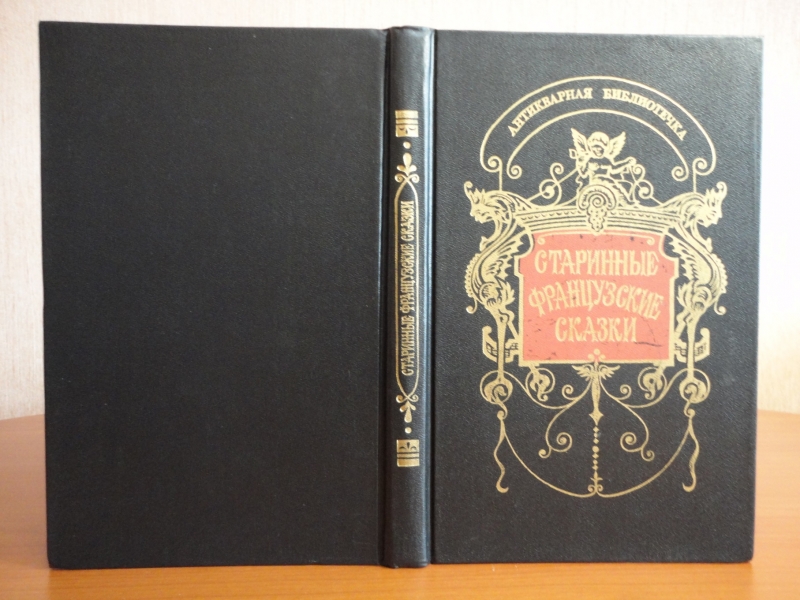 СТАРИННЫЕ ФРАНЦУЗСКИЕ СКАЗКИ
АНТИКВАРНАЯ БИБЛИОТЕЧКА
СТАРИННЫЕ
ФРАНЦУЗСКИЕ
СКАЗКИ